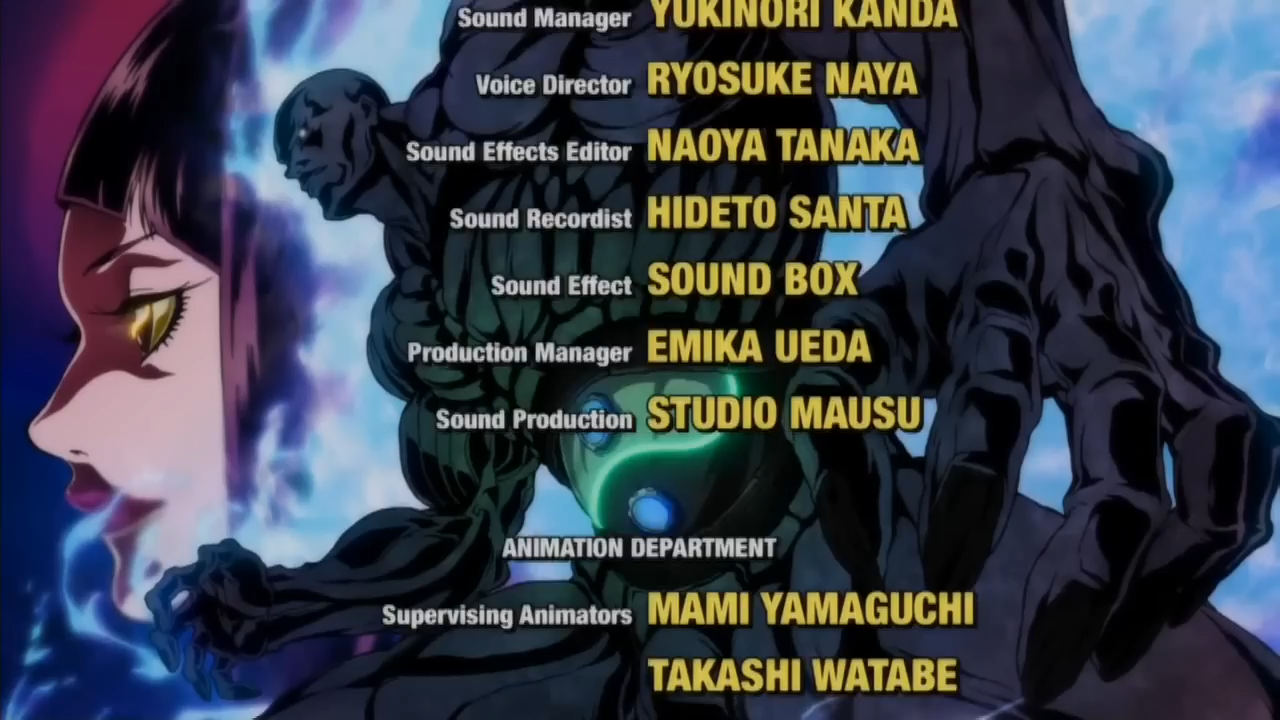 Sound Manager YUKINORI KANDA
Voice Director RYOSUKE NAYA
Sound Effects Editor NAOYA TANAKA
Sound Recordist HIDETO SANTA
Sound Effect SOUND BOX
Production Manager EMIKA UEDA
Sound Production STUDIO MAUSU
ANIMATION DEPARTMENT
Supervising Animators MAMI YAMAGUCHI
TAKASHI WATABE